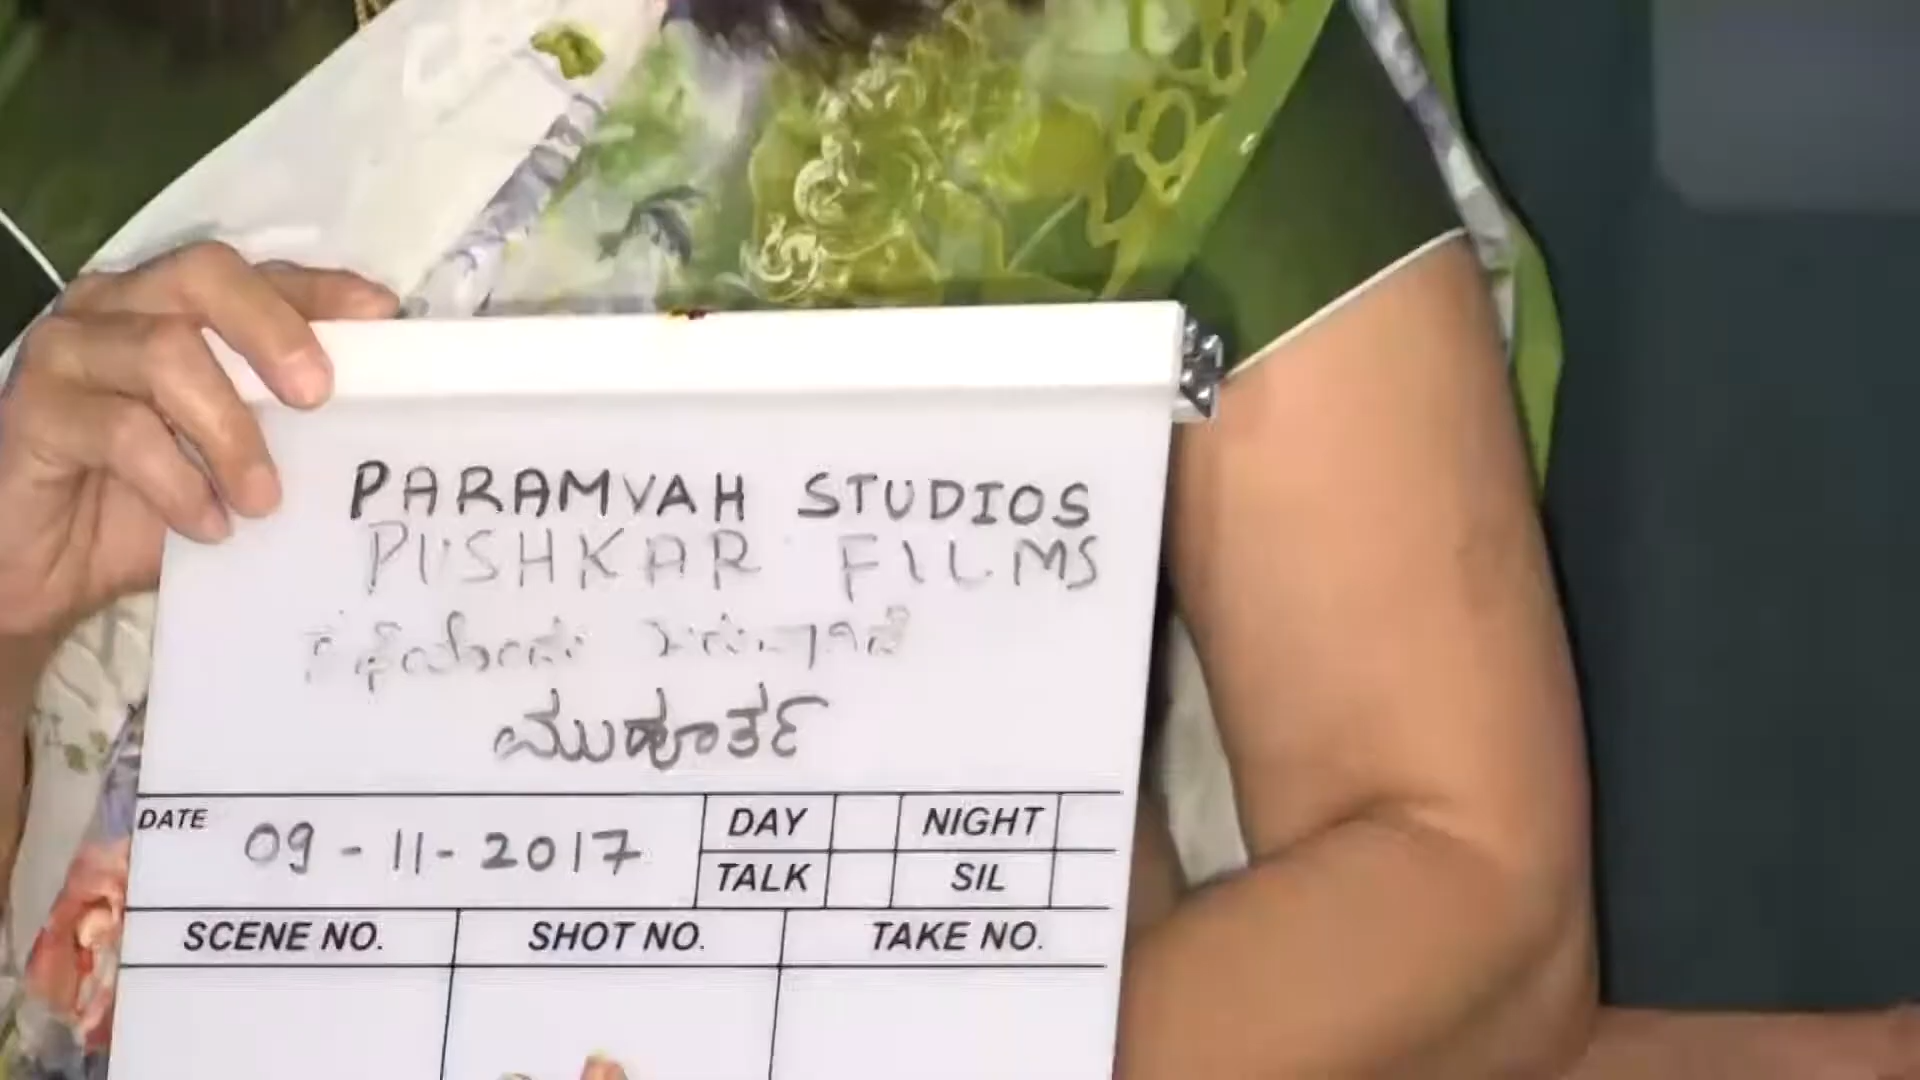 PARAMVAH STUDIOS
PUSHKAR FILMS
ಮುಹೂರ್ತ
DATE 09-11-2017 DAY NIGHT
TALK SIL
SCENE NO. SHOT NO. TAKE NO.